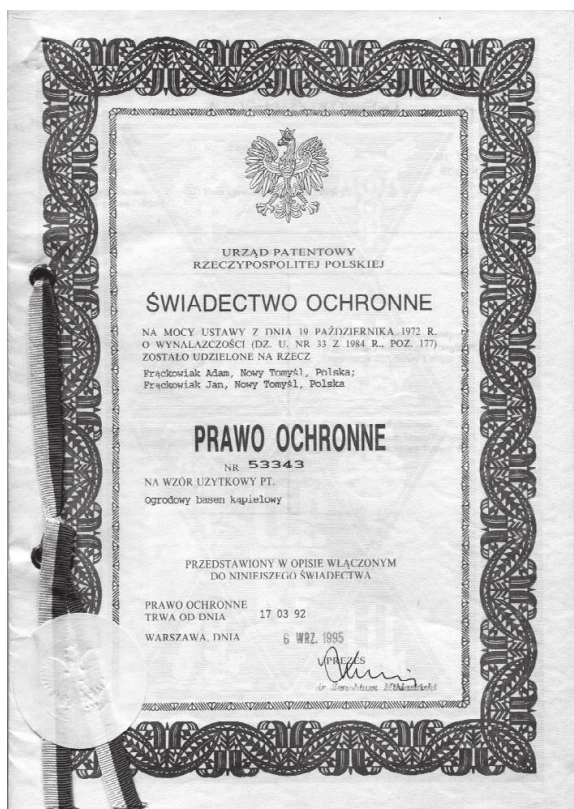 URZĄD PATENTOWY
RZECZYPOSPOLITEJ POLSKIEJ
ŚWIADECTWO OCHRONNE
NA MOCY USTAWY Z DNIA 19 PAŹDZIERNIKA 1972 R.
O WYNALAZCZOŚCI (DZ. U. NR 33 Z 1984 R., POZ. 177)
ZOSTAŁO UDZIELONE NA RZECZ
Frąckowiak Adam, Nowy Tomyśl, Polska;
Frąckowiak Jan, Nowy Tomyśl, Polska
PRAWO OCHRONNE
NR 53343
NA WZÓR UŻYTKOWY PT.
Ogrodowy basen kąpielowy
PRZEDSTAWIONY W OPISIE WŁĄCZONYM
DO NINIEJSZEGO ŚWIADECTWA
PRAWO OCHRONNE
TRWA OD DNIA 17 03 92
WARSZAWA, DNIA 6 WRZ. 1995
PREZES
dr